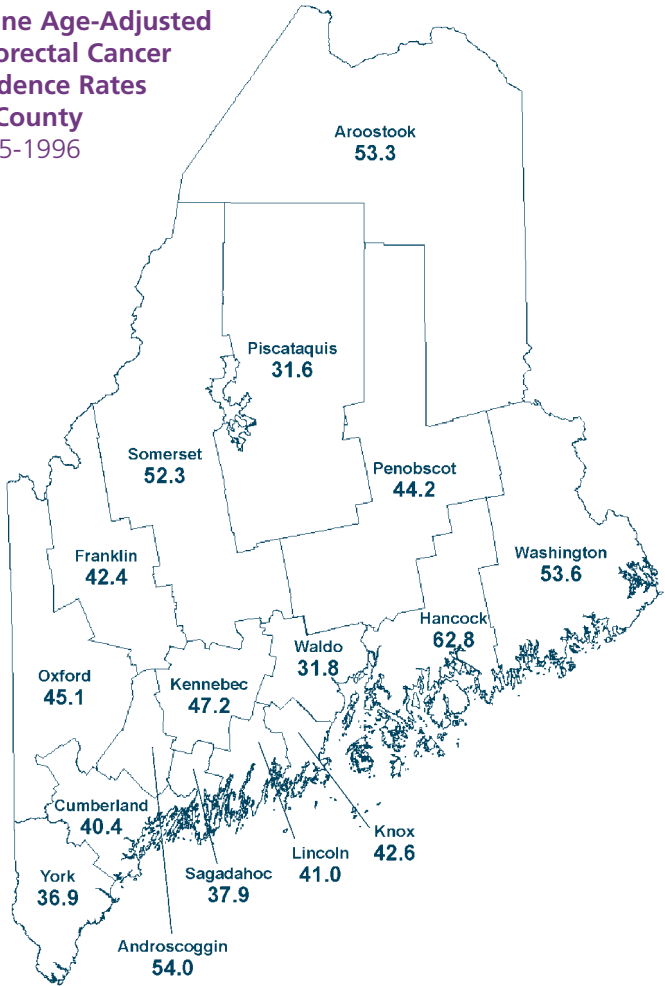 ne Age-Adjusted
orectal Cancer
dence Rates
County
5-1996
Aroostook
53.3
Piscataquis
31.6
Somerset
52.3
Penobscot
44.2
Franklin
42.4
Washington
53.6
Hancock
62.8
Waldo
31.8
Oxford
45.1
Kennebec
47.2
Cumberland
40.4
Knox
42.6
Lincoln
41.0
Sagadahoc
37.9
York
36.9
Androscoggin
54.0